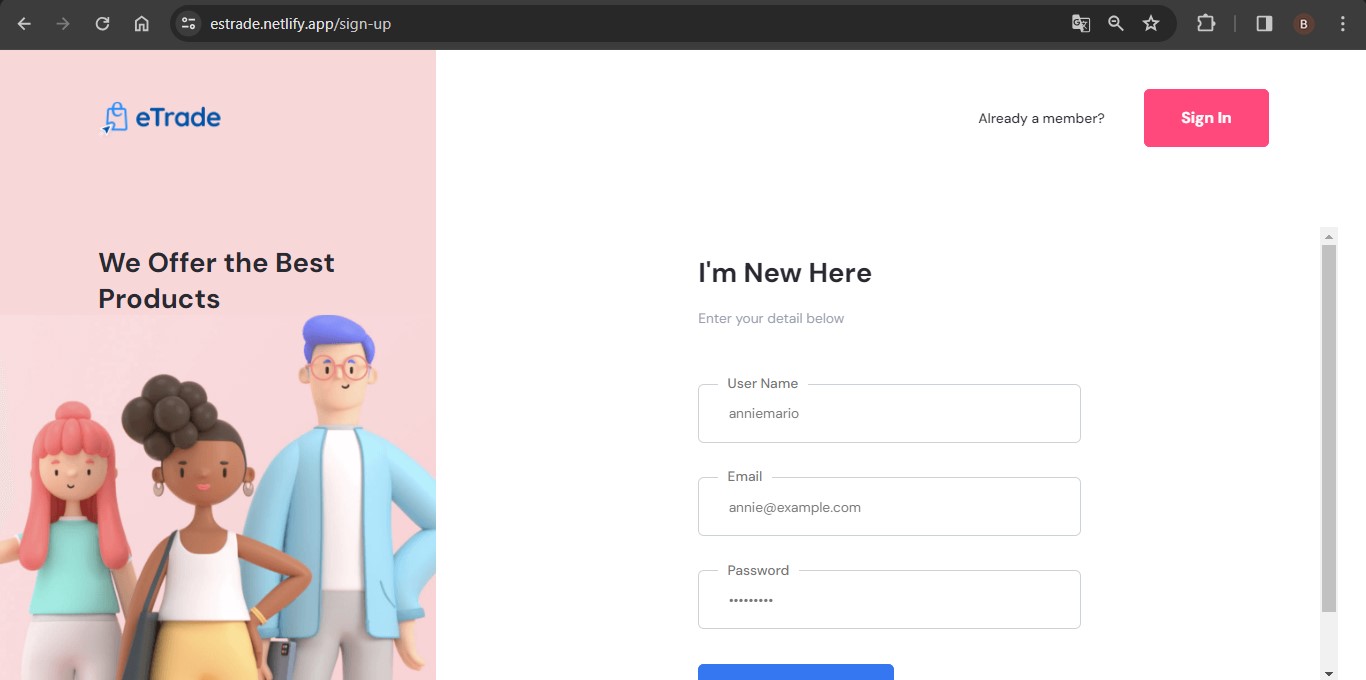 estrade.netlify.app/sign-up
B
eTrade
Already a member?
Sign In
We Offer the Best
Products
I'm New Here
Enter your detail below
User Name
anniemario
Email
annie@example.com
Password
•••••••••